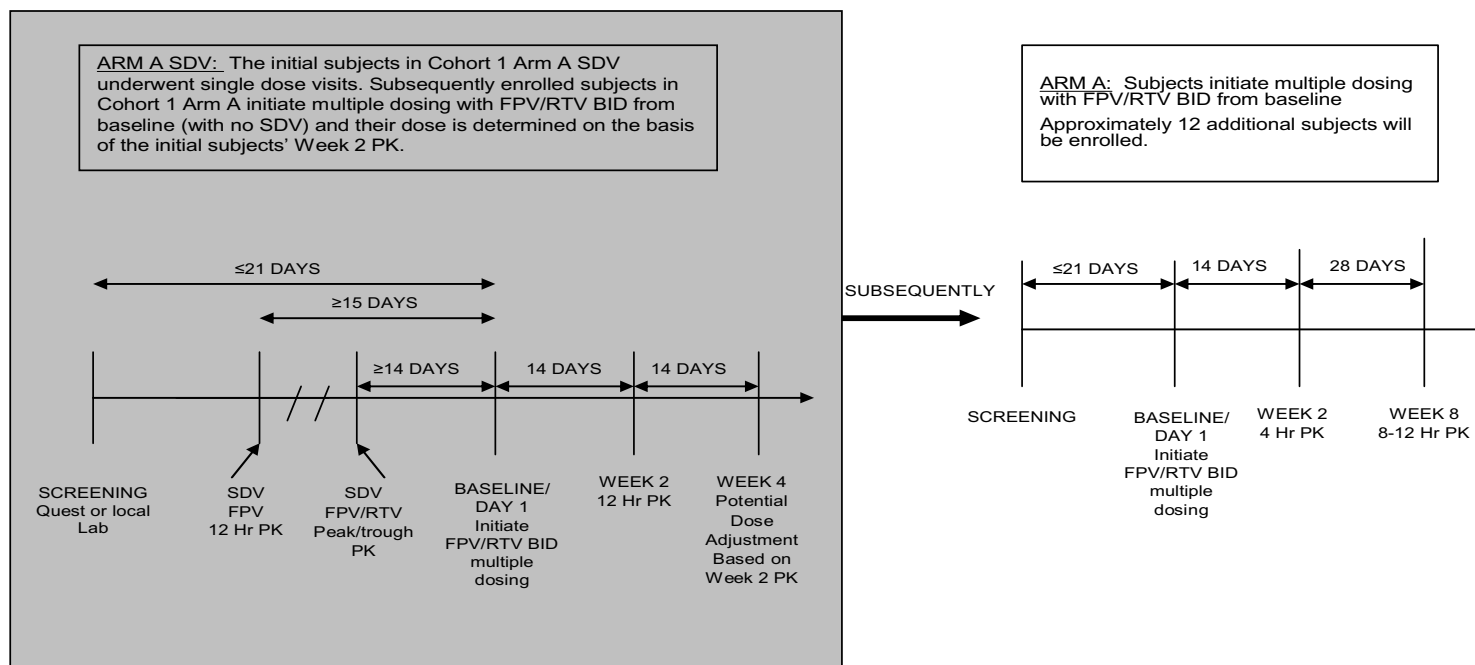 ARM A SDV: The initial subjects in Cohort 1 Arm A SDV
underwent single dose visits. Subsequently enrolled subjects in
Cohort 1 Arm A initiate multiple dosing with FPV/RTV BID from
baseline (with no SDV) and their dose is determined on the basis
of the initial subjects' Week 2 PK.
≤21 DAYS
≥15 DAYS
≥14 DAYS
14 DAYS
14 DAYS
SCREENING
Quest or local
Lab
SDV
FPV
12 Hr PK
SDV
FPV/RTV
Peak/trough
PK
BASELINE/
DAY 1
Initiate
FPV/RTV BID
multiple
dosing
WEEK 2
12 Hr PK
WEEK 4
Potential
Dose
Adjustment
Based on
Week 2 PK
SUBSEQUENTLY
ARM A: Subjects initiate multiple dosing
with FPV/RTV BID from baseline
Approximately 12 additional subjects will
be enrolled.
≤21 DAYS
14 DAYS
28 DAYS
SCREENING
BASELINE/
DAY 1
Initiate
FPV/RTV BID
multiple
dosing
WEEK 2
4 Hr PK
WEEK 8
8-12 Hr PK